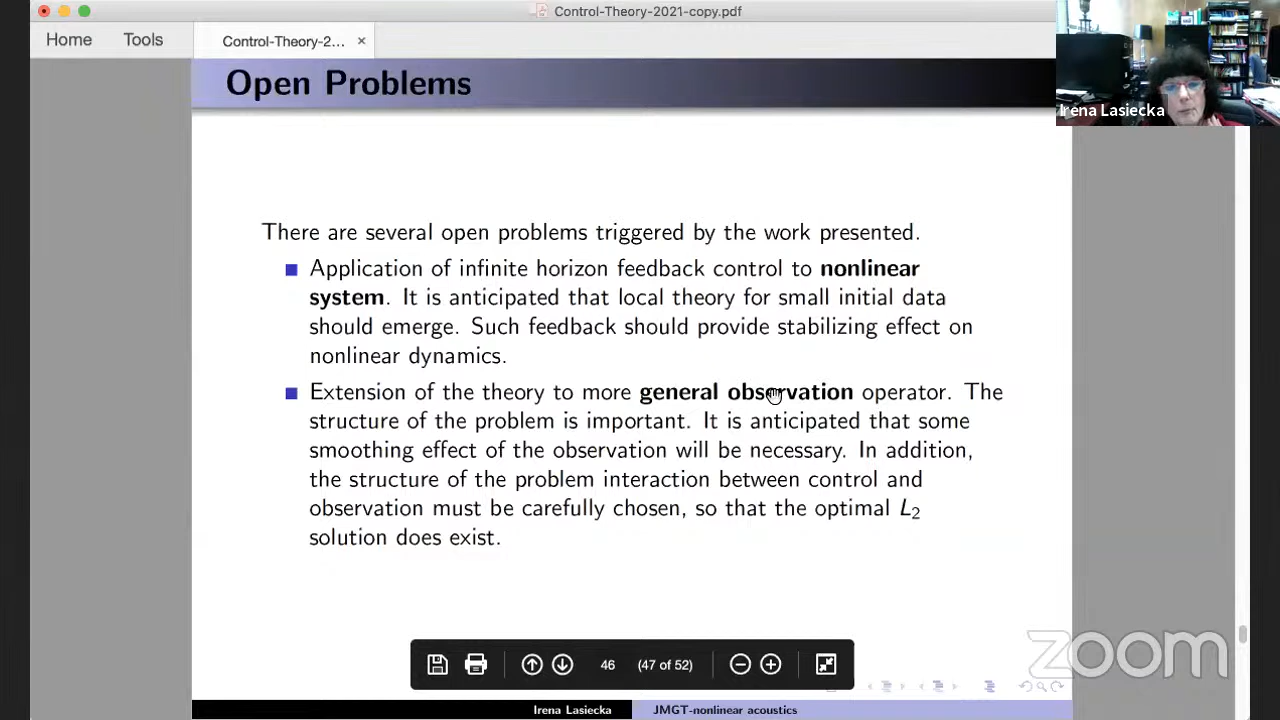 Control-Theory-2021-copy.pdf
Home
Tools
Control-Theory-2...
×
Open Problems
Irena Lasiecka
There are several open problems triggered by the work presented.
Application of infinite horizon feedback control to nonlinear
system. It is anticipated that local theory for small initial data
should emerge. Such feedback should provide stabilizing effect on
nonlinear dynamics.
Extension of the theory to more general observation operator. The
structure of the problem is important. It is anticipated that some
smoothing effect of the observation will be necessary. In addition,
the structure of the problem interaction between control and
observation must be carefully chosen, so that the optimal L₂
solution does exist.
46
(47 of 52)
zoom
Irena Lasiecka
JMGT-nonlinear acoustics